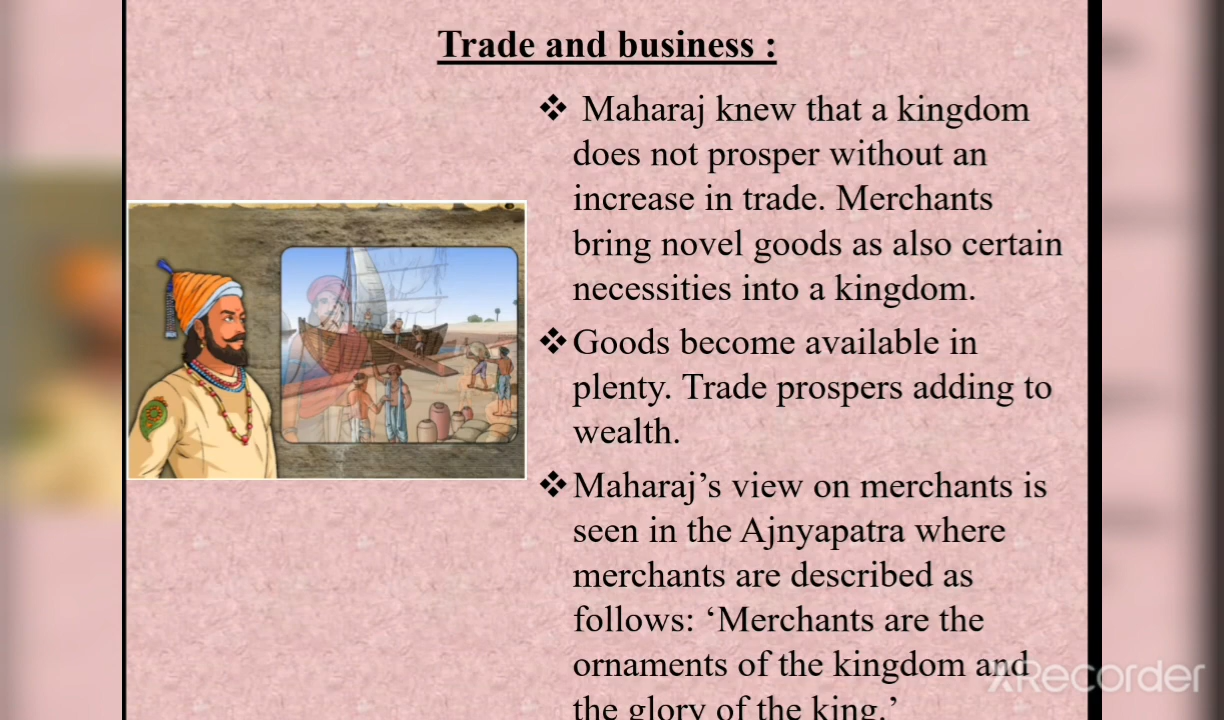 Trade and business :
❖ Maharaj knew that a kingdom
does not prosper without an
increase in trade. Merchants
bring novel goods as also certain
necessities into a kingdom.
❖ Goods become available in
plenty. Trade prospers adding to
wealth.
❖ Maharaj’s view on merchants is
seen in the Ajnyapatra where
merchants are described as
follows: ‘Merchants are the
ornaments of the kingdom and
the glory of the king.’
XRecorder